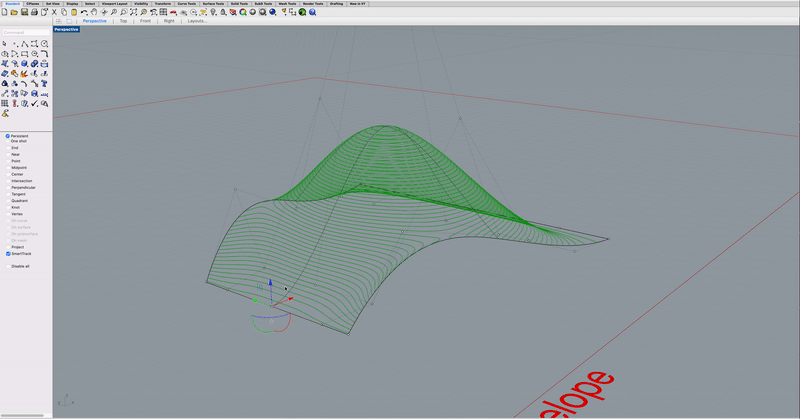 Standard CPlanes Set View Display Select Viewport Layout Visibility Transform Curve Tools Surface Tools Solid Tools SubD Tools Mesh Tools Render Tools Drafting New in V7
Perspective Top Front Right Layouts...
Perspective
Command
Persistent
One shot
End
Near
Point
Midpoint
Center
Intersection
Perpendicular
Tangent
Quadrant
Knot
Vertex
On curve
On surface
On polysurface
On mesh
Project
SmartTrack
Disable all
elope